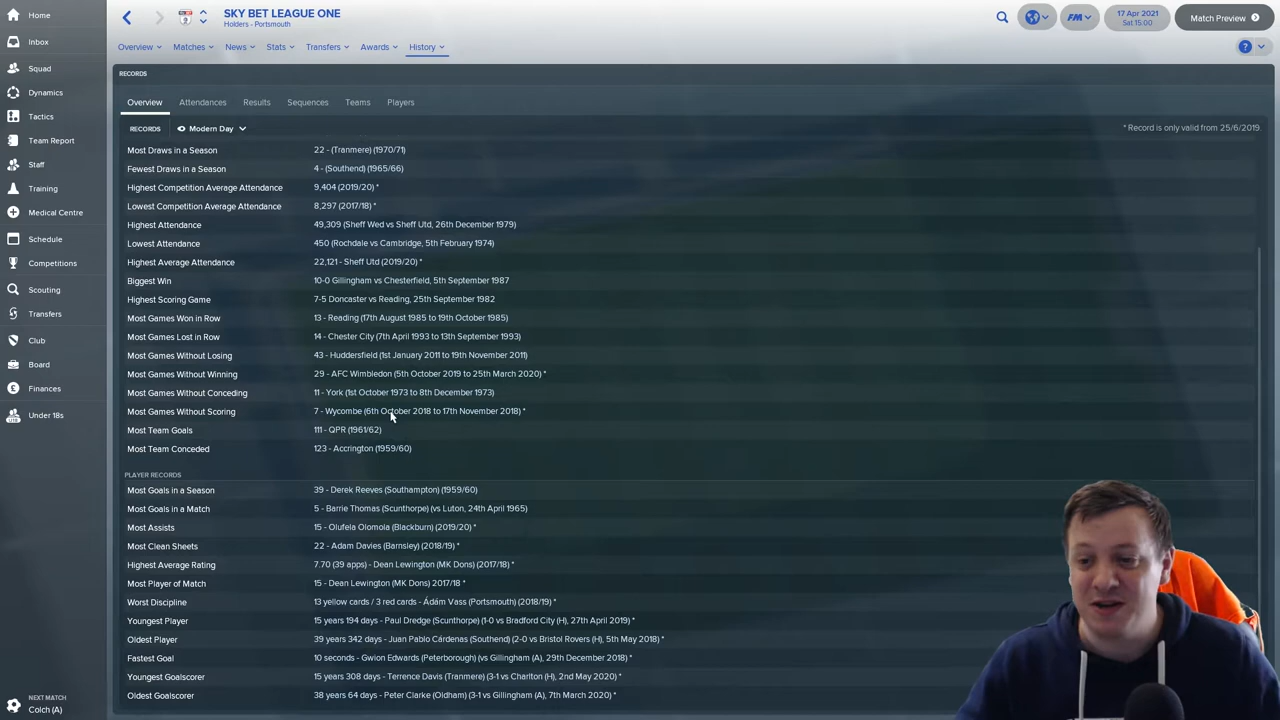 Home
Inbox
Squad
Dynamics
Tactics
Team Report
Staff
Training
Medical Centre
Schedule
Competitions
Scouting
Transfers
Club
Board
Finances
Under 18s
NEXT MATCH
Colch (A)
SKY BET LEAGUE ONE
Holders - Portsmouth
FM
17 Apr 2021
Sat 15:00
Match Preview
Overview
Matches
News
Stats
Transfers
Awards
History
?
RECORDS
Overview
Attendances
Results
Sequences
Teams
Players
RECORDS
Modern Day
* Record is only valid from 25/6/2019.
Most Draws in a Season 22 - (Tranmere) (1970/71)
Fewest Draws in a Season 4 - (Southend) (1965/66)
Highest Competition Average Attendance 9,404 (2019/20) *
Lowest Competition Average Attendance 8,297 (2017/18) *
Highest Attendance 49,309 (Sheff Wed vs Sheff Utd, 26th December 1979)
Lowest Attendance 450 (Rochdale vs Cambridge, 5th February 1974)
Highest Average Attendance 22,121 - Sheff Utd (2019/20) *
Biggest Win 10-0 Gillingham vs Chesterfield, 5th September 1987
Highest Scoring Game 7-5 Doncaster vs Reading, 25th September 1982
Most Games Won in Row 13 - Reading (17th August 1985 to 19th October 1985)
Most Games Lost in Row 14 - Chester City (7th April 1993 to 13th September 1993)
Most Games Without Losing 43 - Huddersfield (1st January 2011 to 19th November 2011)
Most Games Without Winning 29 - AFC Wimbledon (5th October 2019 to 25th March 2020) *
Most Games Without Conceding 11 - York (1st October 1973 to 8th December 1973)
Most Games Without Scoring 7 - Wycombe (6th October 2018 to 17th November 2018) *
Most Team Goals 111 - QPR (1961/62)
Most Team Conceded 123 - Accrington (1959/60)
PLAYER RECORDS
Most Goals in a Season 39 - Derek Reeves (Southampton) (1959/60)
Most Goals in a Match 5 - Barrie Thomas (Scunthorpe) (vs Luton, 24th April 1965)
Most Assists 15 - Olufela Olomola (Blackburn) (2019/20) *
Most Clean Sheets 22 - Adam Davies (Barnsley) (2018/19) *
Highest Average Rating 7.70 (39 apps) - Dean Lewington (MK Dons) (2017/18) *
Most Player of Match 15 - Dean Lewington (MK Dons) 2017/18 *
Worst Discipline 13 yellow cards / 3 red cards - Ádám Vass (Portsmouth) (2018/19) *
Youngest Player 15 years 194 days - Paul Dredge (Scunthorpe) (1-0 vs Bradford City (H), 27th April 2019) *
Oldest Player 39 years 342 days - Juan Pablo Cárdenas (Southend) (2-0 vs Bristol Rovers (H), 5th May 2018) *
Fastest Goal 10 seconds - Gwion Edwards (Peterborough) (vs Gillingham (A), 29th December 2018) *
Youngest Goalscorer 15 years 308 days - Terrence Davies (Tranmere) (3-1 vs Charlton (H), 2nd May 2020) *
Oldest Goalscorer 38 years 64 days - Peter Clarke (Oldham) (3-1 vs Gillingham (A), 7th March 2020) *